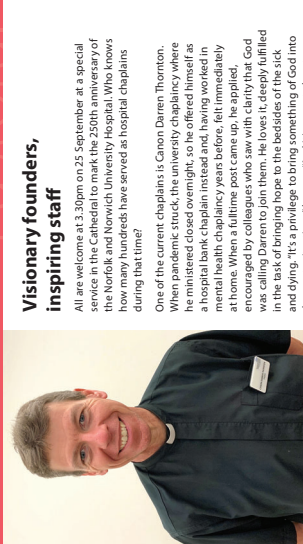 Visionary founders,
inspiring staff
All are welcome at 3.30pm on 25 September at a special
service in the Cathedral to mark the 250th anniversary of
the Norfolk and Norwich University Hospital. Who knows
how many hundreds have served as hospital chaplains
during that time?
One of the current chaplains is Canon Darren Thornton.
When pandemic struck, the university chaplaincy where
he ministered closed overnight, so he offered himself as
a hospital bank chaplain instead and, having worked in
mental health chaplaincy years before, felt immediately
at home. When a fulltime post came up, he applied,
encouraged by colleagues who saw with clarity that God
was calling Darren to join them. He loves it, deeply fulfilled
in the task of bringing hope to the bedsides of the sick
and dying. “It’s a privilege to bring something of God into